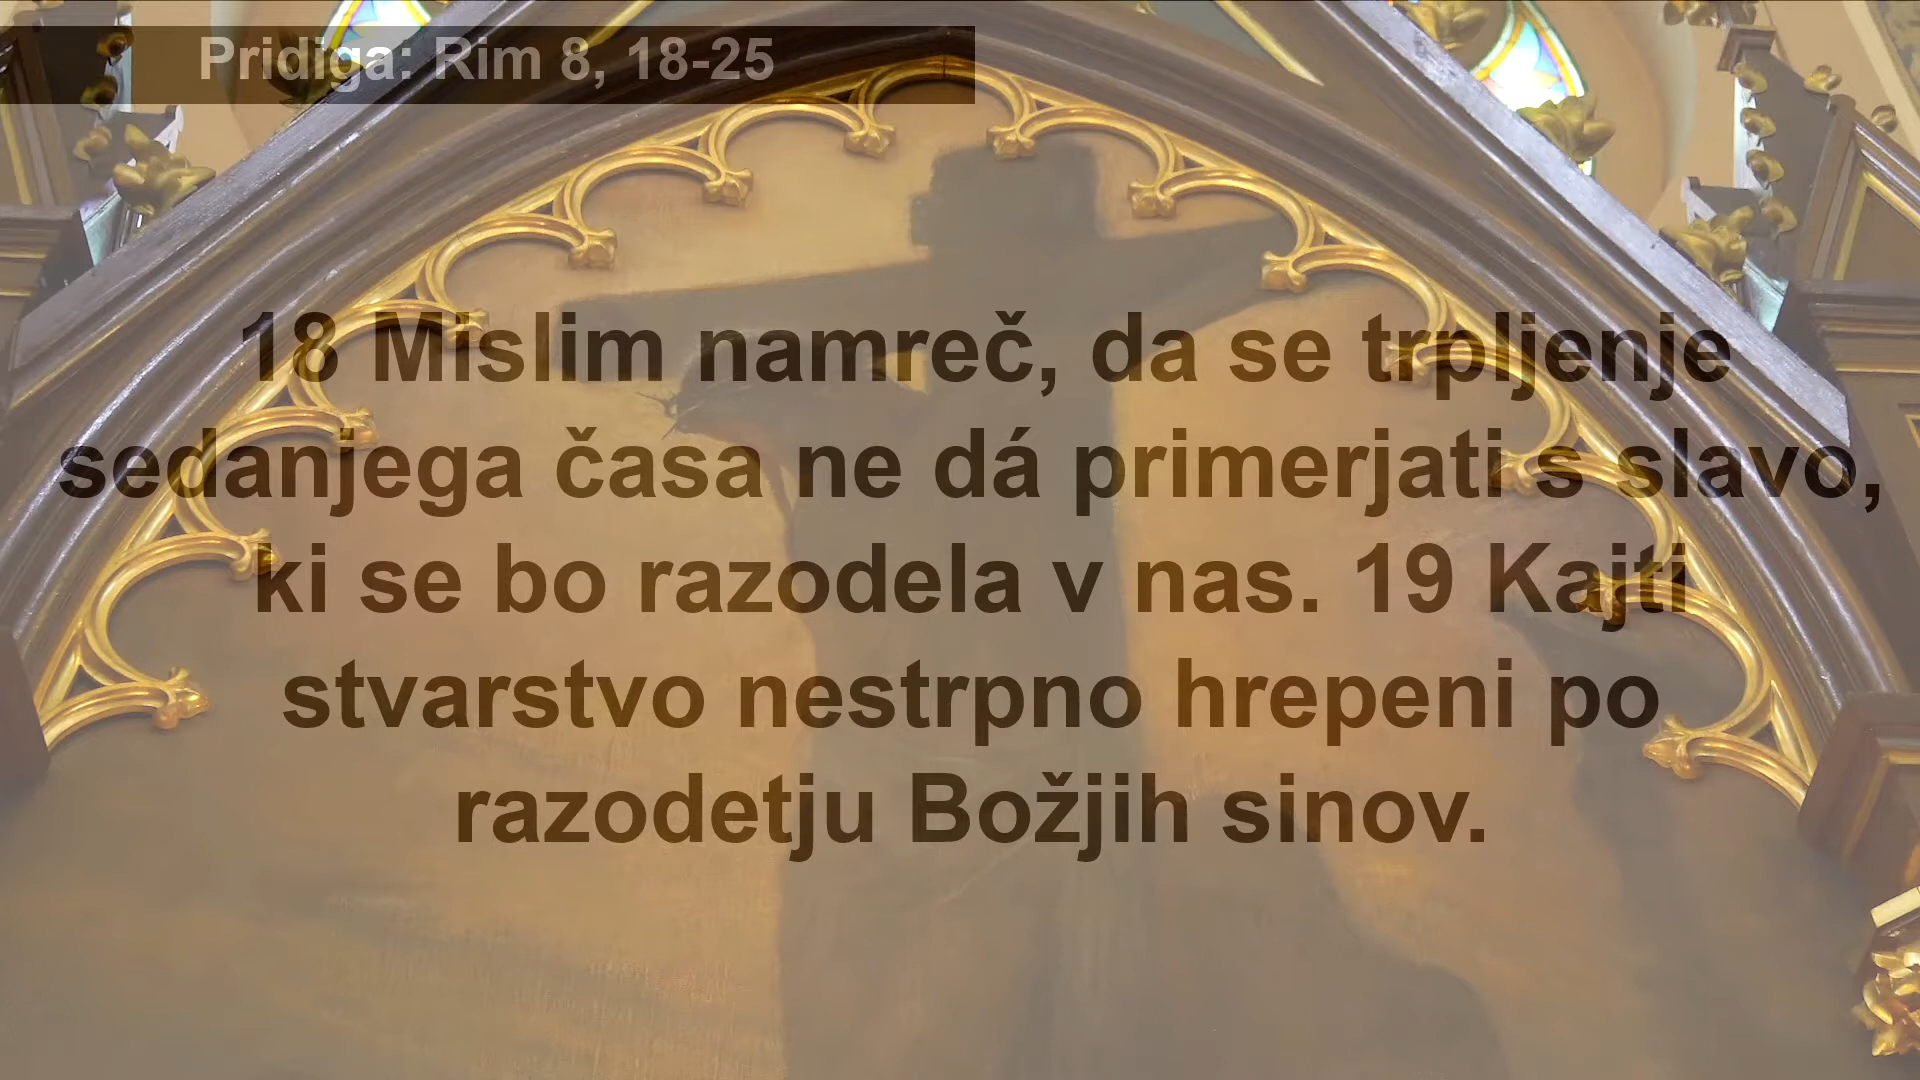 Pridiga: Rim 8, 18-25
18 Mislim namreč, da se trpljenje
sedanjega časa ne dá primerjati s slavo,
ki se bo razodela v nas. 19 Kajti
stvarstvo nestrpno hrepeni po
razodetju Božjih sinov.